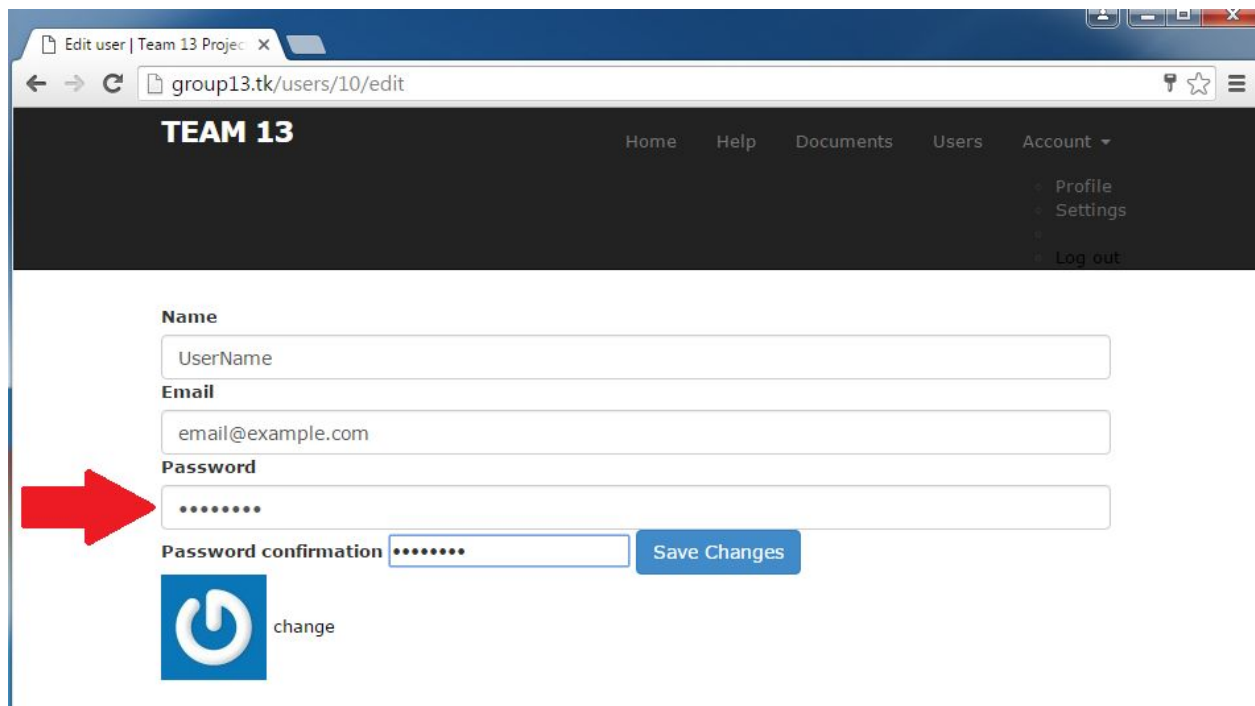 Edit user | Team 13 Projec
group13.tk/users/10/edit
TEAM 13 Home Help Documents Users Account
Profile
Settings
Log out
Name
UserName
Email
email@example.com
Password
••••••••
Password confirmation •••••••• Save Changes
change